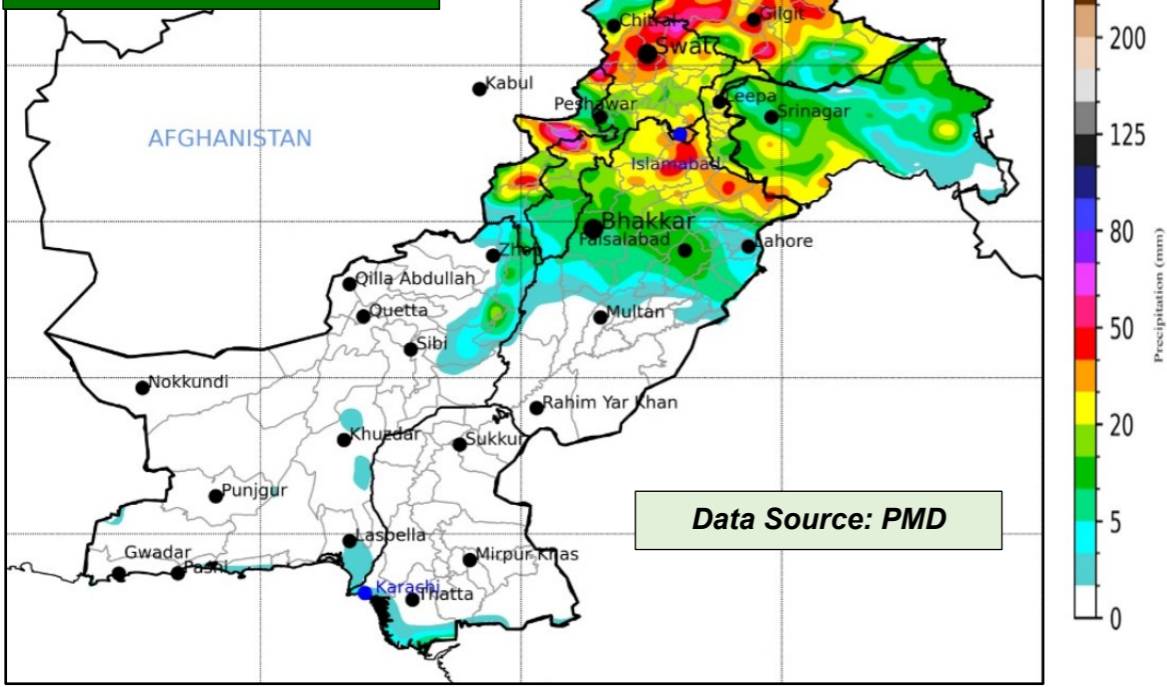 Chitral
Gilgit
Swat
Kabul
Leepa
Peshawar
Srinagar
AFGHANISTAN
Islamabad
Bhakkar
Faisalabad
Lahore
Qilla Abdullah
Quetta
Multan
Sibi
Nokkundi
Rahim Yar Khan
Khuzdar
Sukkur
Punjgur
Data Source: PMD
Lasbella
Gwadar
Mirpur Khas
Pasni
Karachi
Thatta
200
125
80
50
20
5
0
Precipitation (mm)